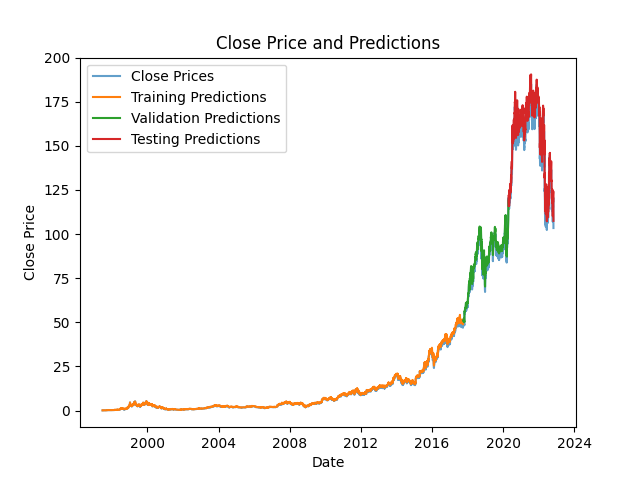 Close Price and Predictions
Close Prices
Training Predictions
Validation Predictions
Testing Predictions
200
175
150
125
100
75
50
25
0
Close Price
2000 2004 2008 2012 2016 2020 2024
Date